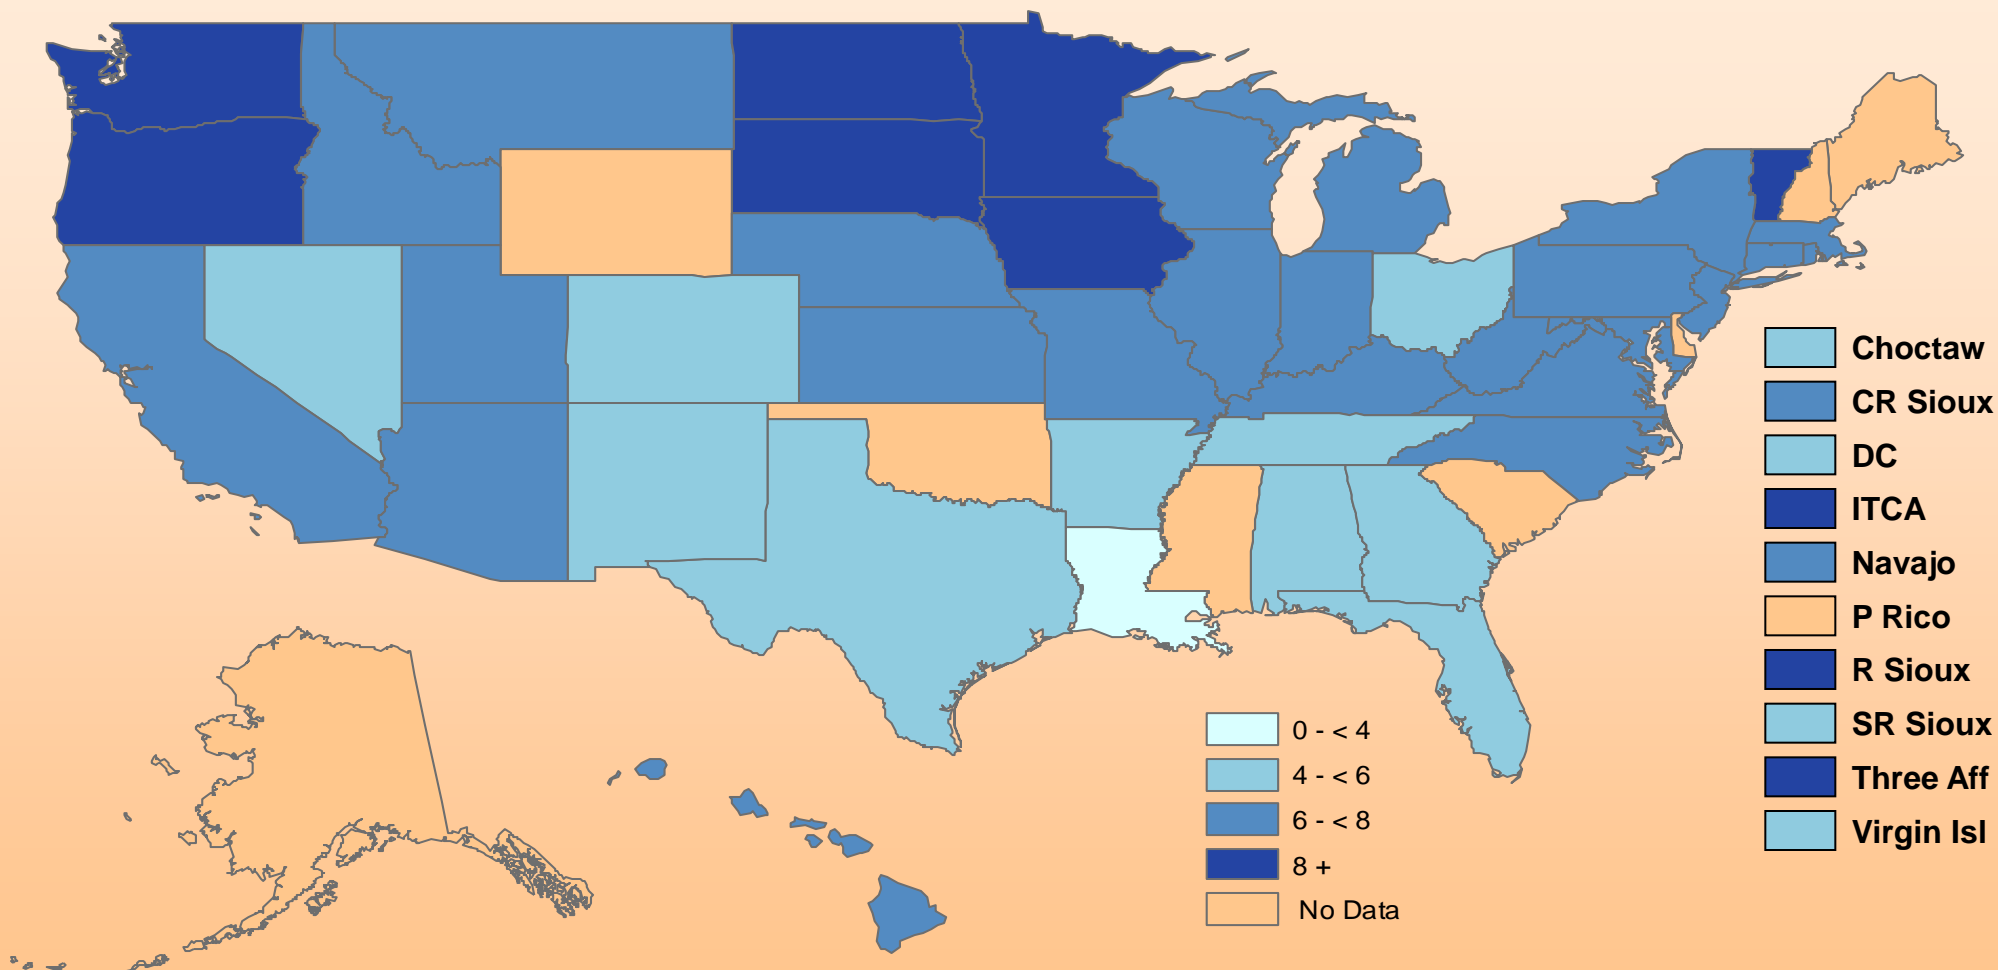 Choctaw
CR Sioux
DC
ITCA
Navajo
P Rico
R Sioux
SR Sioux
Three Aff
Virgin Isl
0 - < 4
4 - < 6
6 - < 8
8 +
No Data